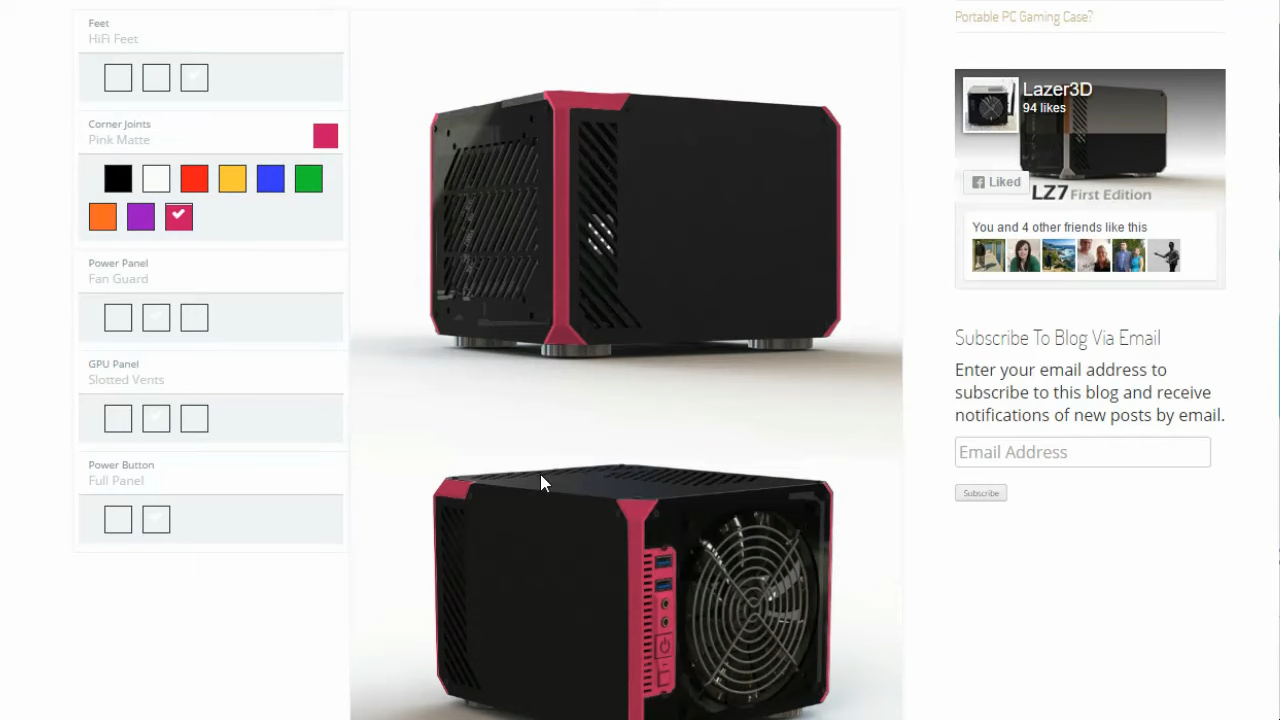 Feet
HiFi Feet
Corner Joints
Pink Matte
Power Panel
Fan Guard
GPU Panel
Slotted Vents
Power Button
Full Panel
Portable PC Gaming Case?
Lazer3D
94 likes
Liked
LZ7 First Edition
You and 4 other friends like this
Subscribe To Blog Via Email
Enter your email address to
subscribe to this blog and receive
notifications of new posts by email.
Email Address
Subscribe